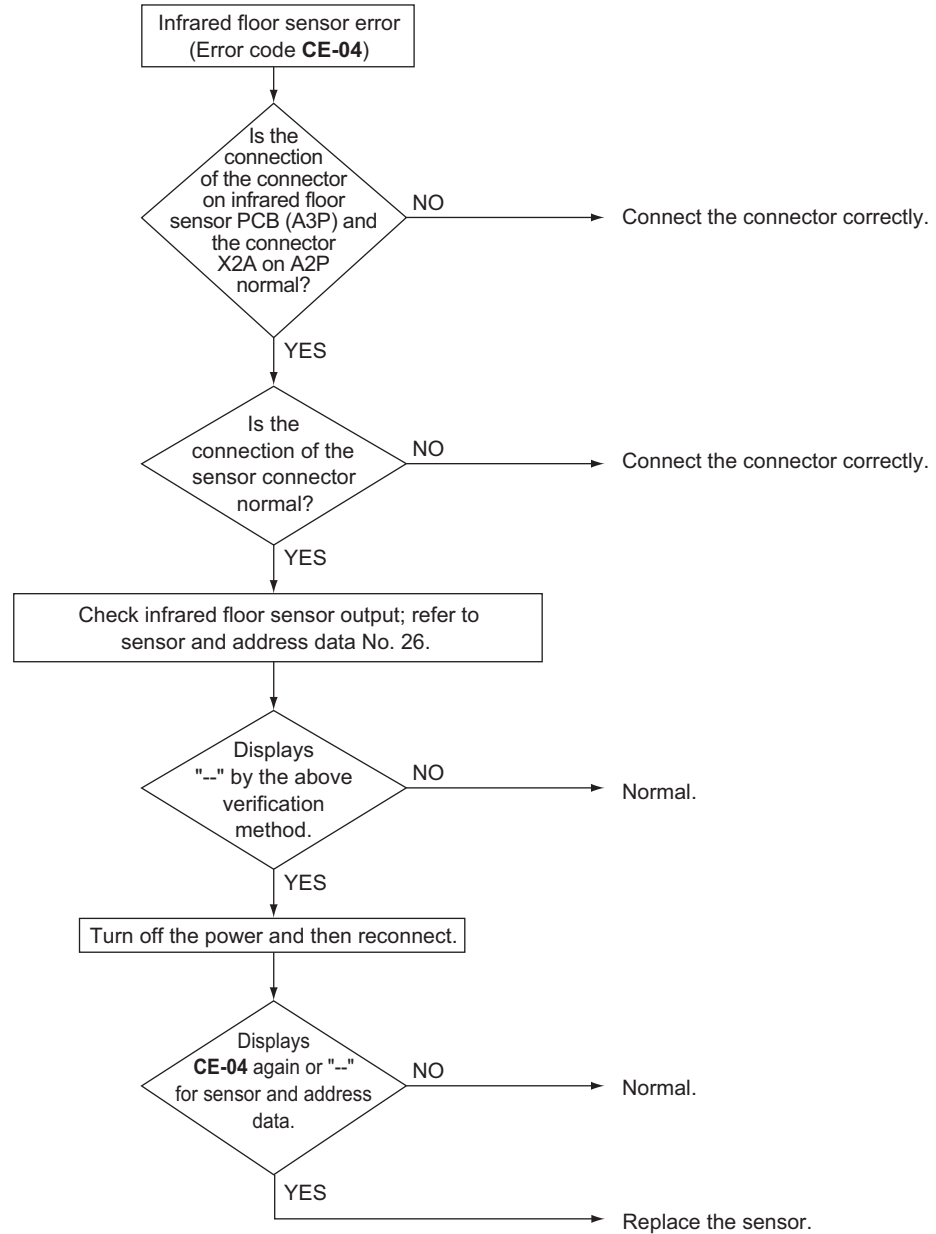 Infrared floor sensor error
(Error code CE-04)
Is the
connection
of the connector
on infrared floor
sensor PCB (A3P) and
the connector
X2A on A2P
normal?
NO
Connect the connector correctly.
YES
Is the
connection of the
sensor connector
normal?
NO
Connect the connector correctly.
YES
Check infrared floor sensor output; refer to
sensor and address data No. 26.
Displays
"--" by the above
verification
method.
NO
Normal.
YES
Turn off the power and then reconnect.
Displays
CE-04 again or "--"
for sensor and address
data.
NO
Normal.
YES
Replace the sensor.